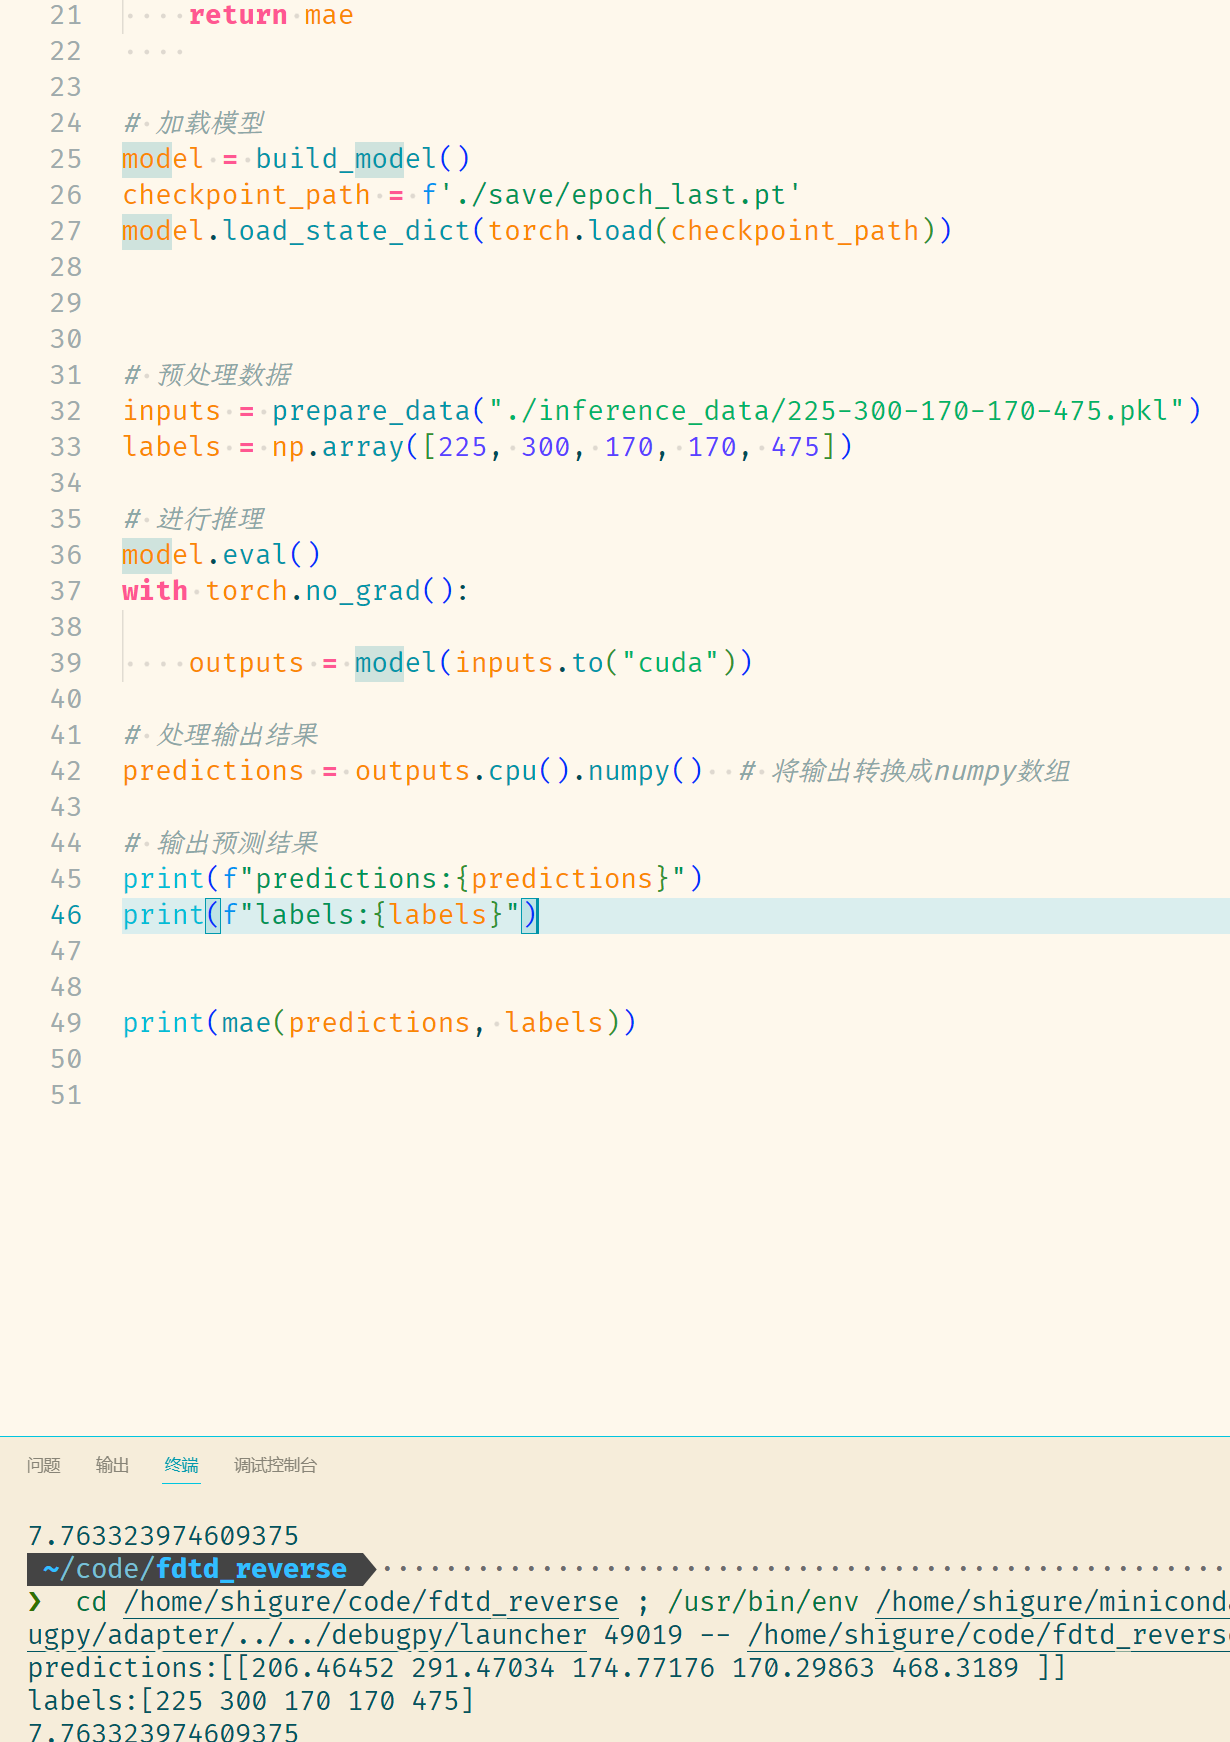 21 return mae
22
23
24 # 加载模型
25 model = build_model()
26 checkpoint_path = f'./save/epoch_last.pt'
27 model.load_state_dict(torch.load(checkpoint_path))
28
29
30
31 # 预处理数据
32 inputs = prepare_data("./inference_data/225-300-170-170-475.pkl")
33 labels = np.array([225, 300, 170, 170, 475])
34
35 # 进行推理
36 model.eval()
37 with torch.no_grad():
38
39 outputs = model(inputs.to("cuda"))
40
41 # 处理输出结果
42 predictions = outputs.cpu().numpy()  # 将输出转换成numpy数组
43
44 # 输出预测结果
45 print(f"predictions:{predictions}")
46 print(f"labels:{labels}")
47
48
49 print(mae(predictions, labels))
50
51
问题 输出 终端 调试控制台
7.763323974609375
~/code/fdtd_reverse
❯ cd /home/shigure/code/fdtd_reverse ; /usr/bin/env /home/shigure/minicond
ugpy/adapter/../../debugpy/launcher 49019 -- /home/shigure/code/fdtd_revers
predictions:[[206.46452 291.47034 174.77176 170.29863 468.3189 ]]
labels:[225 300 170 170 475]
7.763323974609375